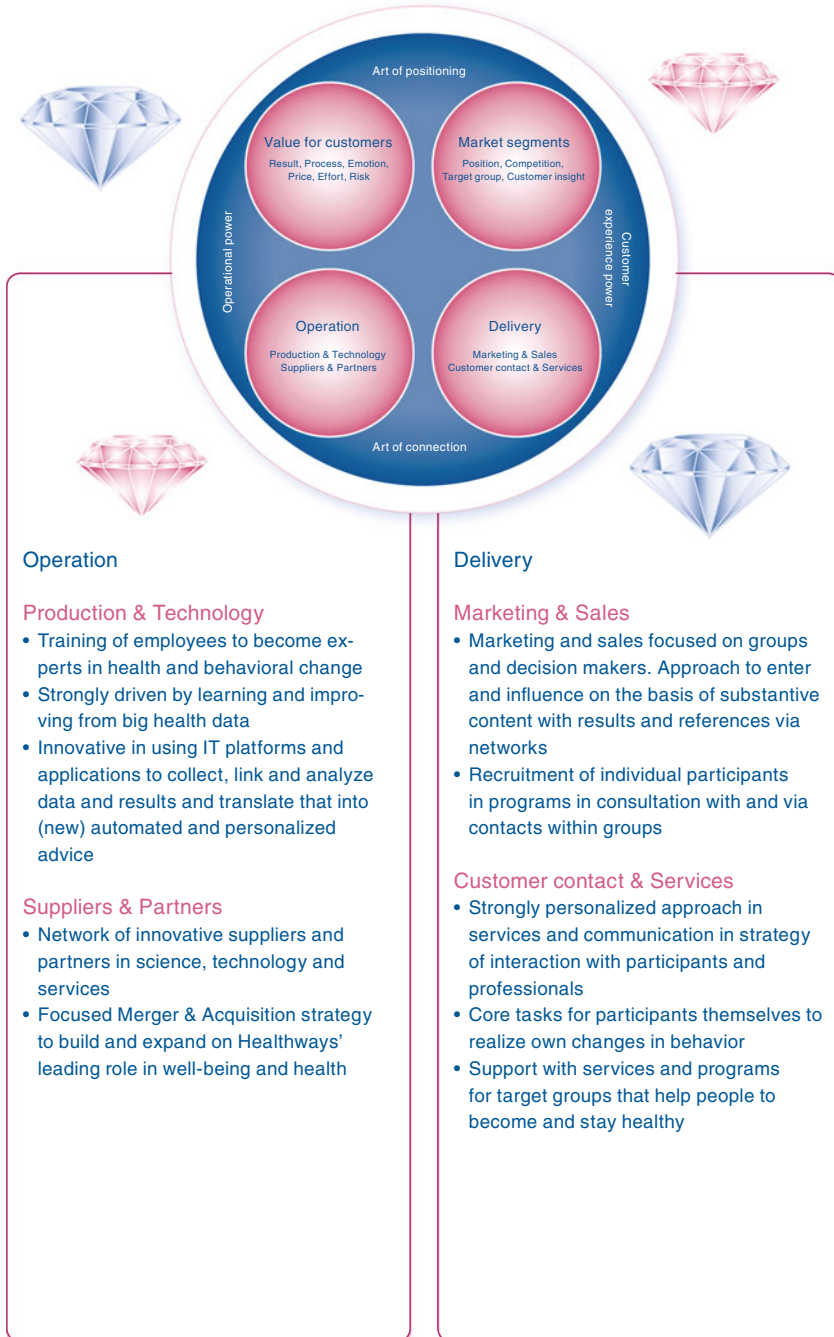 Art of positioning
Value for customers
Result, Process, Emotion,
Price, Effort, Risk
Market segments
Position, Competition,
Target group, Customer insight
Operational power
Customer
experience power
Operation
Production & Technology
Suppliers & Partners
Delivery
Marketing & Sales
Customer contact & Services
Art of connection
Operation
Production & Technology
• Training of employees to become ex-
perts in health and behavioral change
• Strongly driven by learning and impro-
ving from big health data
• Innovative in using IT platforms and
applications to collect, link and analyze
data and results and translate that into
(new) automated and personalized
advice
Suppliers & Partners
• Network of innovative suppliers and
partners in science, technology and
services
• Focused Merger & Acquisition strategy
to build and expand on Healthways’
leading role in well-being and health
Delivery
Marketing & Sales
• Marketing and sales focused on groups
and decision makers. Approach to enter
and influence on the basis of substantive
content with results and references via
networks
• Recruitment of individual participants
in programs in consultation with and via
contacts within groups
Customer contact & Services
• Strongly personalized approach in
services and communication in strategy
of interaction with participants and
professionals
• Core tasks for participants themselves to
realize own changes in behavior
• Support with services and programs
for target groups that help people to
become and stay healthy